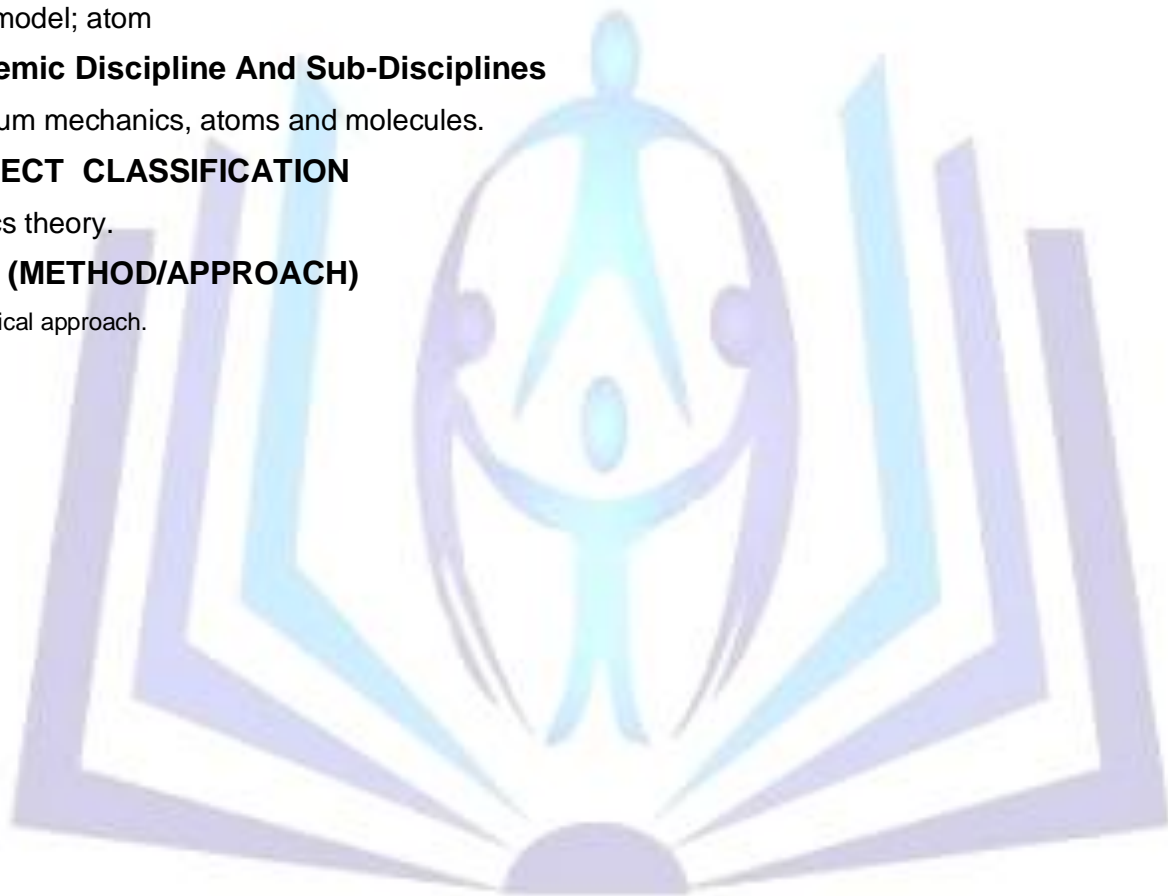 model; atom
emic Discipline And Sub-Disciplines
um mechanics, atoms and molecules.
ECT CLASSIFICATION
s theory.
(METHOD/APPROACH)
ical approach.